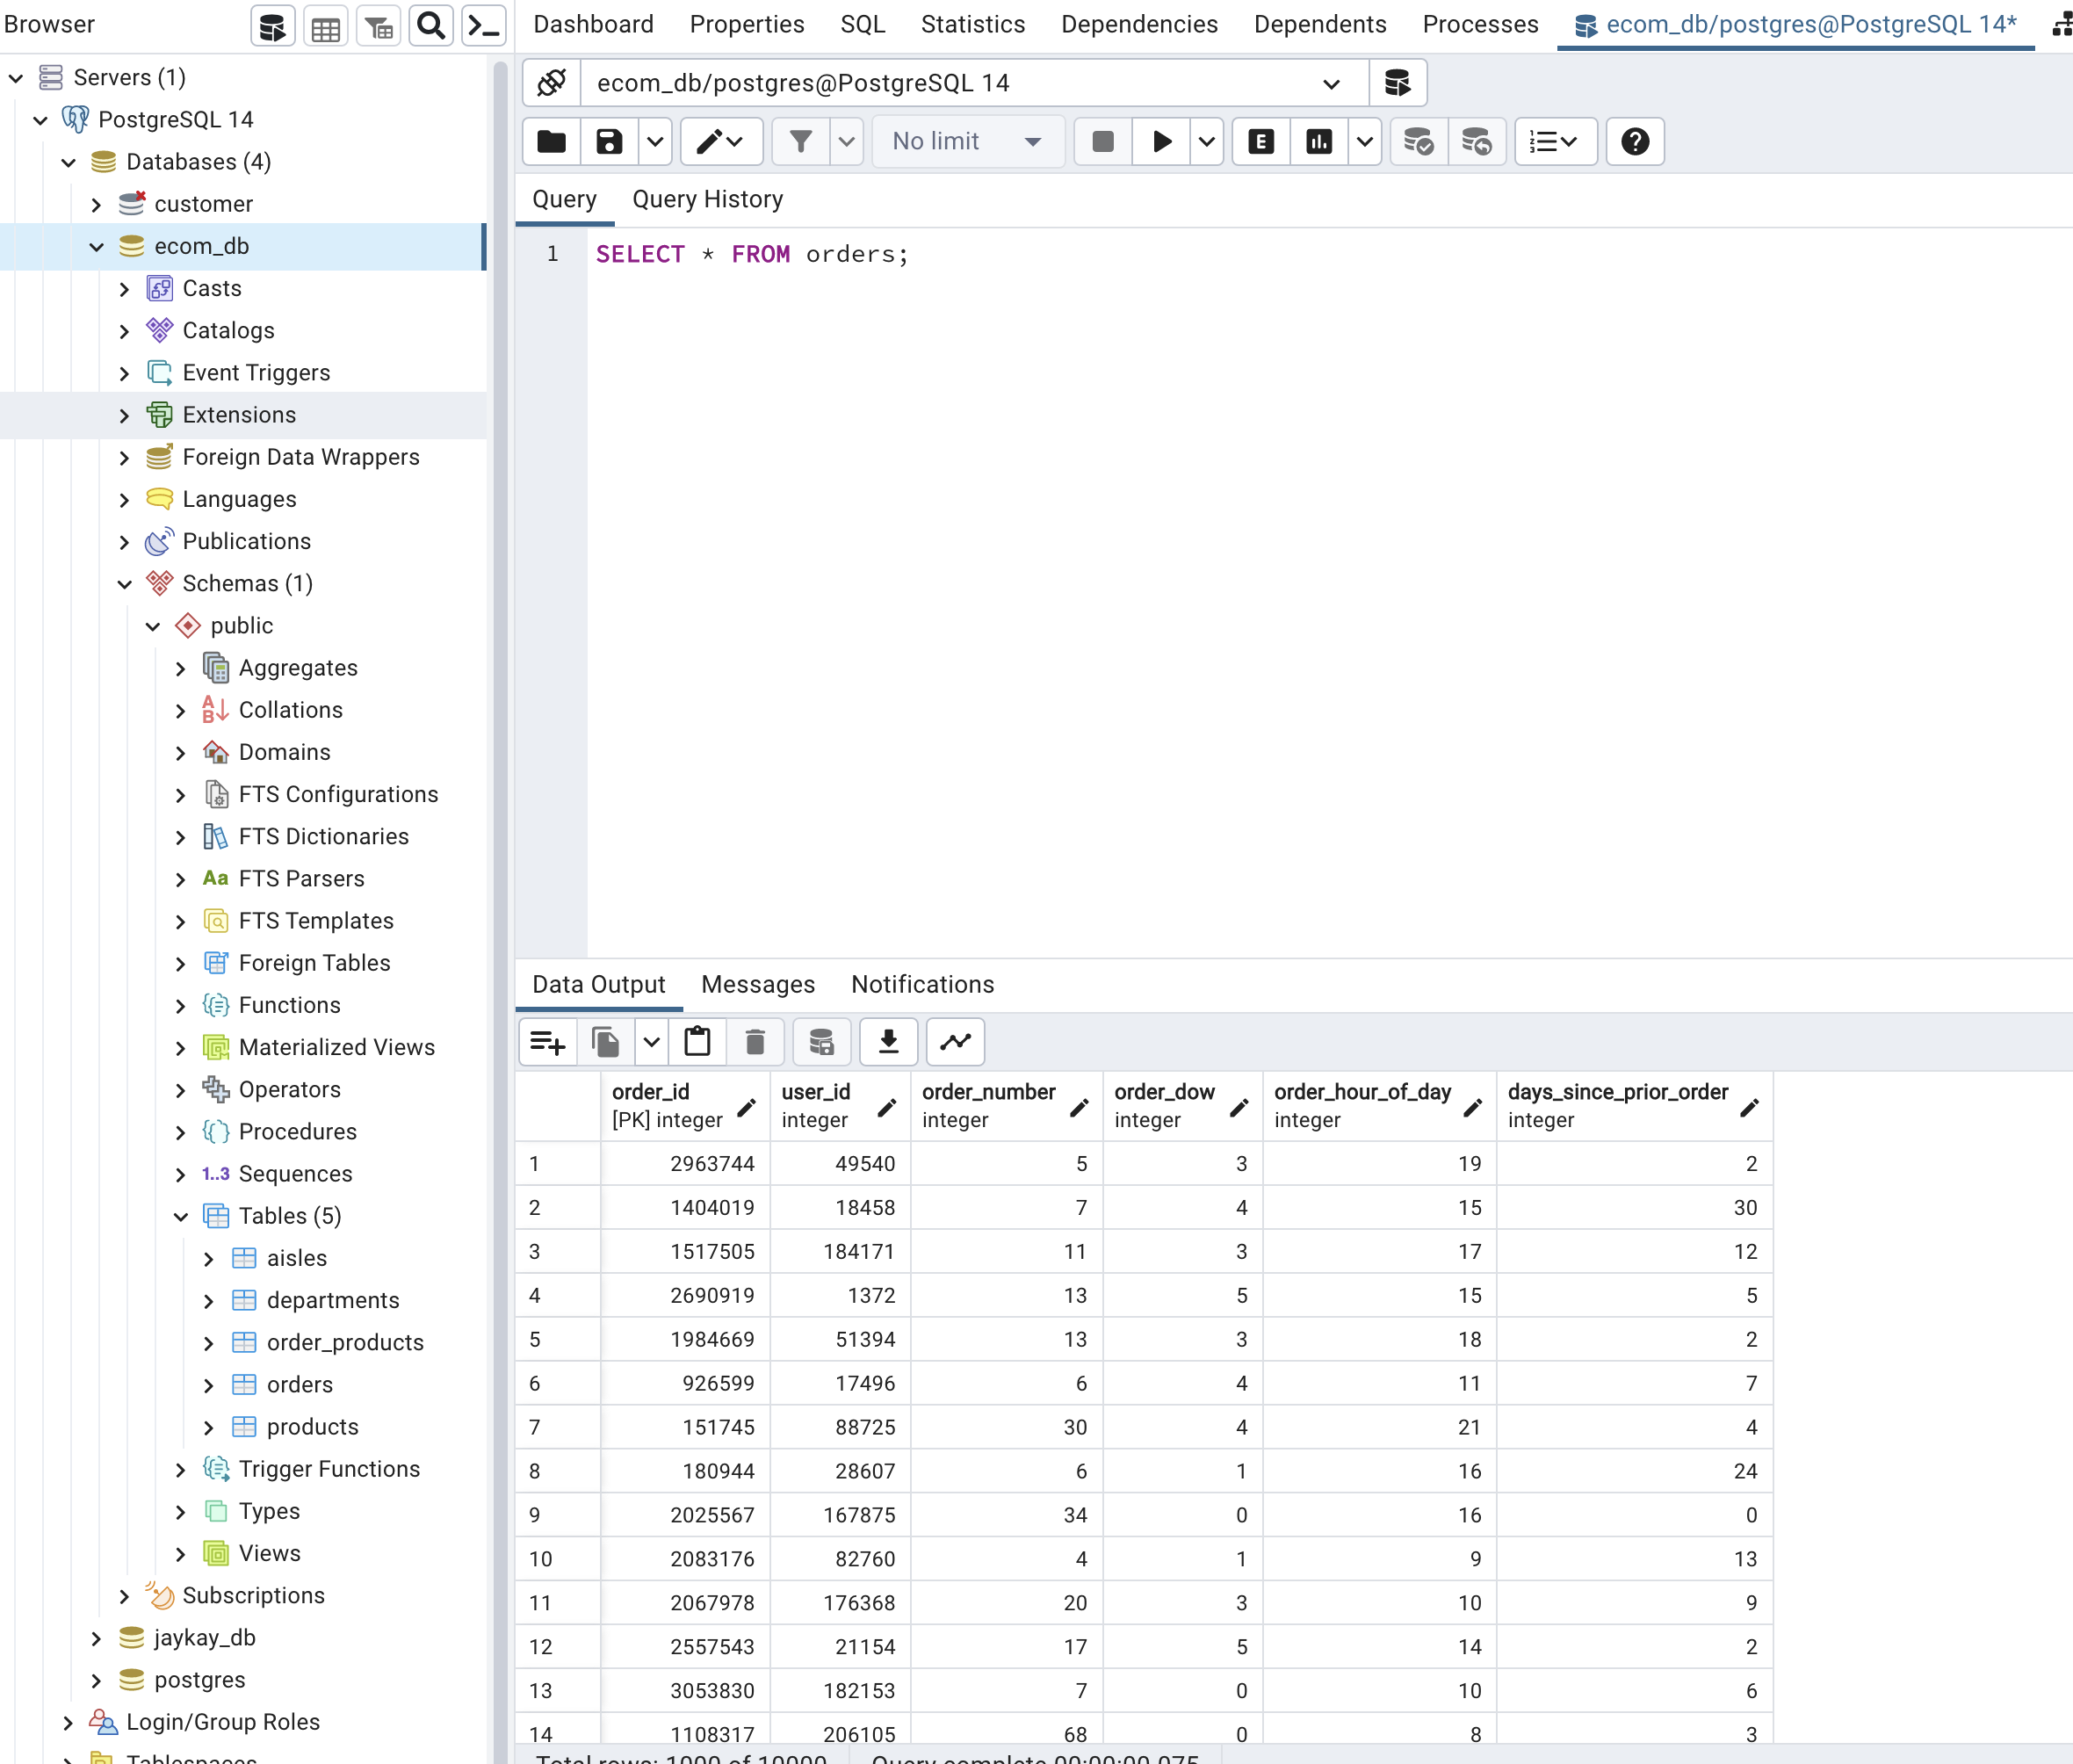 Browser
Servers (1)
PostgreSQL 14
Databases (4)
customer
ecom_db
Casts
Catalogs
Event Triggers
Extensions
Foreign Data Wrappers
Languages
Publications
Schemas (1)
public
Aggregates
Collations
Domains
FTS Configurations
FTS Dictionaries
Aa FTS Parsers
FTS Templates
Foreign Tables
Functions
Materialized Views
Operators
Procedures
1..3 Sequences
Tables (5)
aisles
departments
order_products
orders
products
Trigger Functions
Types
Views
Subscriptions
jaykay_db
postgres
Login/Group Roles
Tablespaces
Dashboard Properties SQL Statistics Dependencies Dependents Processes ecom_db/postgres@PostgreSQL 14*
ecom_db/postgres@PostgreSQL 14
No limit E
Query Query History
1 SELECT * FROM orders;
Data Output Messages Notifications
order_id user_id order_number order_dow order_hour_of_day days_since_prior_order
[PK] integer integer integer integer integer integer
1 2963744 49540 5 3 19 2
2 1404019 18458 7 4 15 30
3 1517505 184171 11 3 17 12
4 2690919 1372 13 5 15 5
5 1984669 51394 13 3 18 2
6 926599 17496 6 4 11 7
7 151745 88725 30 4 21 4
8 180944 28607 6 1 16 24
9 2025567 167875 34 0 16 0
10 2083176 82760 4 1 9 13
11 2067978 176368 20 3 10 9
12 2557543 21154 17 5 14 2
13 3053830 182153 7 0 10 6
14 1108317 206105 68 0 8 3
Total rows: 1000 of 10000 Query complete 00:00:00.075